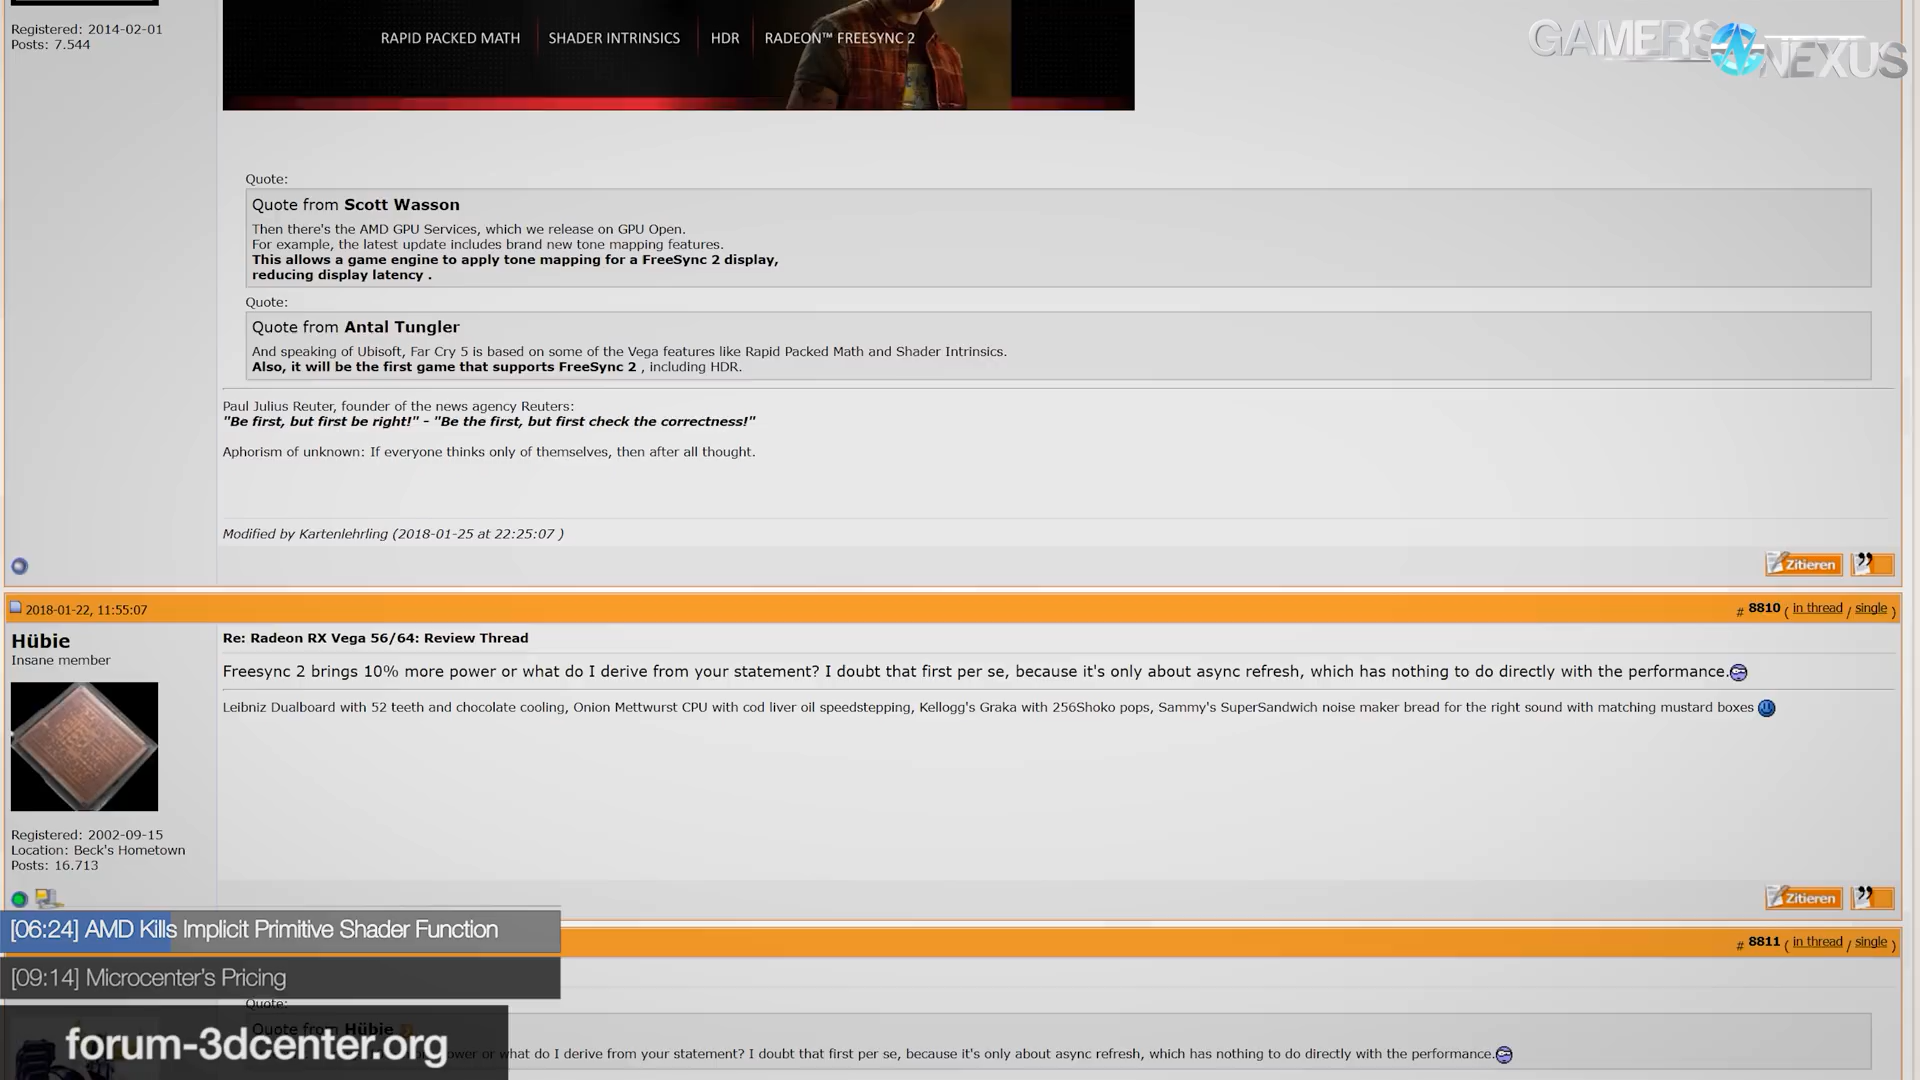 Registered: 2014-02-01
Posts: 7.544
RAPID PACKED MATH
SHADER INTRINSICS
HDR
RADEON™ FREESYNC 2
GAMERS NEXUS
Quote:
Quote from Scott Wasson
Then there's the AMD GPU Services, which we release on GPU Open.
For example, the latest update includes brand new tone mapping features.
This allows a game engine to apply tone mapping for a FreeSync 2 display,
reducing display latency .
Quote:
Quote from Antal Tungler
And speaking of Ubisoft, Far Cry 5 is based on some of the Vega features like Rapid Packed Math and Shader Intrinsics.
Also, it will be the first game that supports FreeSync 2 , including HDR.
Paul Julius Reuter, founder of the news agency Reuters:
"Be first, but first be right!" - "Be the first, but first check the correctness!"
Aphorism of unknown: If everyone thinks only of themselves, then after all thought.
Modified by Kartenlehrling (2018-01-25 at 22:25:07 )
Zitieren
2018-01-22, 11:55:07
# 8810 ( in thread / single )
Hübie
Insane member
Registered: 2002-09-15
Location: Beck's Hometown
Posts: 16.713
Re: Radeon RX Vega 56/64: Review Thread
Freesync 2 brings 10% more power or what do I derive from your statement? I doubt that first per se, because it's only about async refresh, which has nothing to do directly with the performance.
Leibniz Dualboard with 52 teeth and chocolate cooling, Onion Mettwurst CPU with cod liver oil speedstepping, Kellogg's Graka with 256Shoko pops, Sammy's SuperSandwich noise maker bread for the right sound with matching mustard boxes
Zitieren
[06:24] AMD Kills Implicit Primitive Shader Function
# 8811 ( in thread / single )
[09:14] Microcenter's Pricing
Quote:
Quote from Hübie
forum-3dcenter.org
ower or what do I derive from your statement? I doubt that first per se, because it's only about async refresh, which has nothing to do directly with the performance.